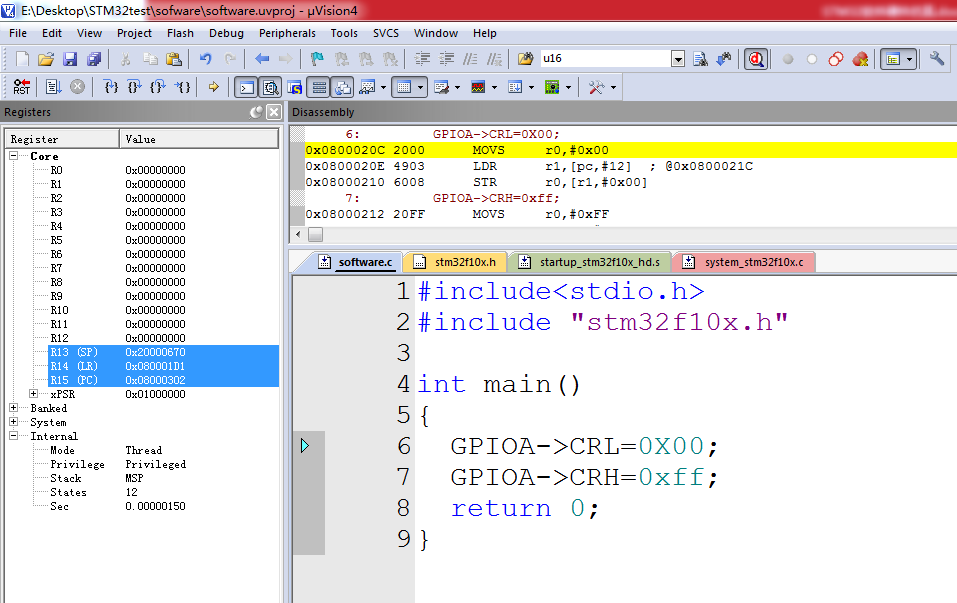 E:\Desktop\STM32test\sofware\software.uvproj - µVision4
File Edit View Project Flash Debug Peripherals Tools SVCS Window Help
u16
RST
Registers
Register Value
Core
R0 0x00000000
R1 0x00000000
R2 0x00000000
R3 0x00000000
R4 0x00000000
R5 0x00000000
R6 0x00000000
R7 0x00000000
R8 0x00000000
R9 0x00000000
R10 0x00000000
R11 0x00000000
R12 0x00000000
R13 (SP) 0x20000670
R14 (LR) 0x080001D1
R15 (PC) 0x08000302
xPSR 0x01000000
Banked
System
Internal
Mode Thread
Privilege Privileged
Stack MSP
States 12
Sec 0.00000150
Disassembly
6: GPIOA->CRL=0X00;
0x0800020C 2000 MOVS r0,#0x00
0x0800020E 4903 LDR r1,[pc,#12] ; @0x0800021C
0x08000210 6008 STR r0,[r1,#0x00]
7: GPIOA->CRH=0xff;
0x08000212 20FF MOVS r0,#0xFF
software.c stm32f10x.h startup_stm32f10x_hd.s system_stm32f10x.c
1 #include<stdio.h>
2 #include "stm32f10x.h"
3
4 int main()
5 {
6 GPIOA->CRL=0X00;
7 GPIOA->CRH=0xff;
8 return 0;
9 }